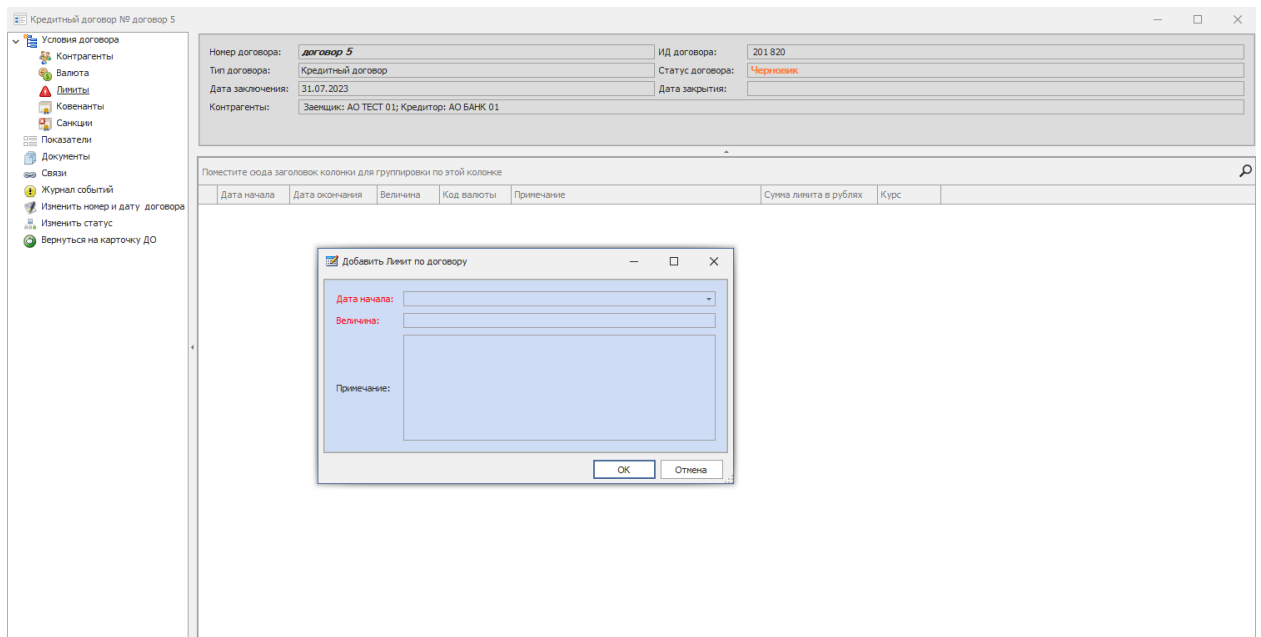 Кредитный договор № договор 5
Условия договора
Контрагенты
Валюта
Лимиты
Ковенанты
Санкции
Показатели
Документы
Связи
Журнал событий
Изменить номер и дату договора
Изменить статус
Вернуться на карточку ДО
Номер договора: договор 5 ИД договора: 201 820
Тип договора: Кредитный договор Статус договора: Черновик
Дата заключения: 31.07.2023 Дата закрытия:
Контрагенты: Заемщик: АО ТЕСТ 01; Кредитор: АО БАНК 01
Поместите сюда заголовок колонки для группировки по этой колонке
Дата начала Дата окончания Величина Код валюты Примечание Сумма лимита в рублях Курс
Добавить Лимит по договору
Дата начала:
Величина:
Примечание:
ОК Отмена